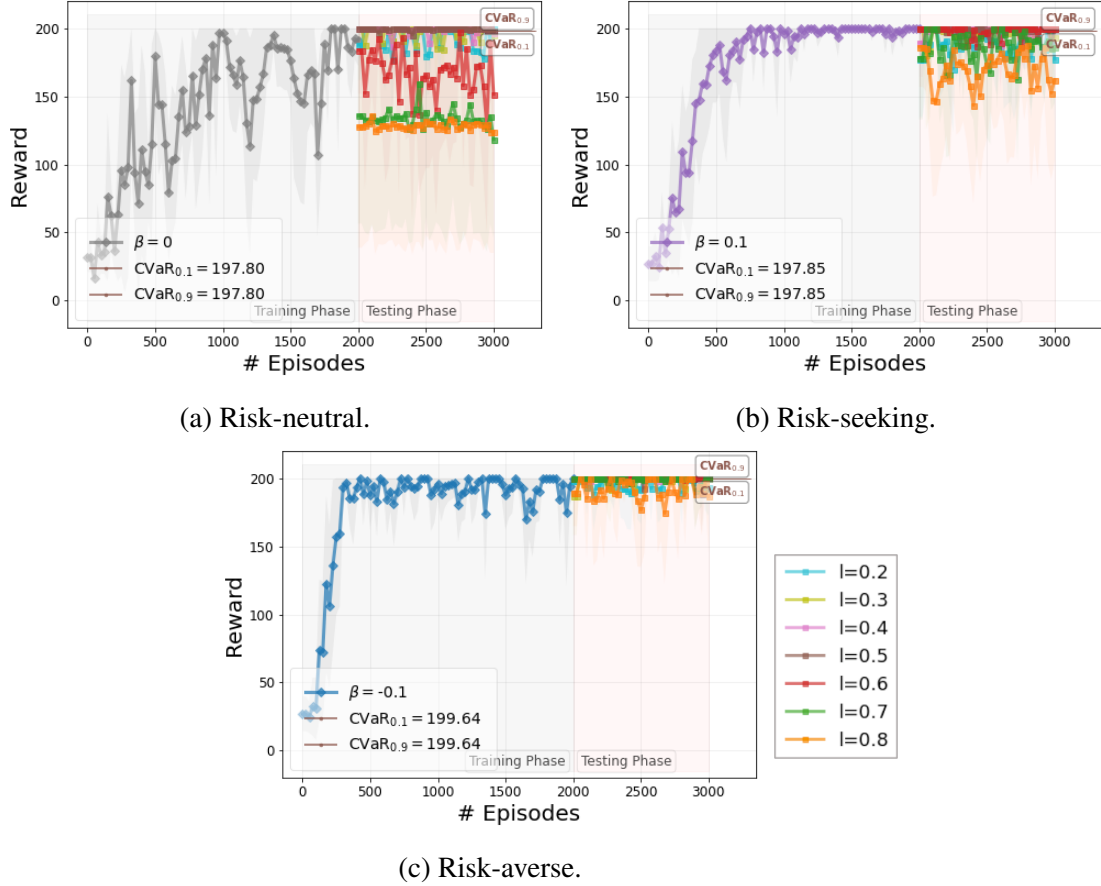 CVaR0.9
CVaR0.1
200
150
100
50
0
Reward
β = 0
CVaR0.1 = 197.80
CVaR0.9 = 197.80
Training Phase
Testing Phase
0 500 1000 1500 2000 2500 3000
# Episodes
(a) Risk-neutral.
CVaR0.9
CVaR0.1
200
150
100
50
0
Reward
β = 0.1
CVaR0.1 = 197.85
CVaR0.9 = 197.85
Training Phase
Testing Phase
0 500 1000 1500 2000 2500 3000
# Episodes
(b) Risk-seeking.
CVaR0.9
CVaR0.1
200
150
100
50
0
Reward
β = -0.1
CVaR0.1 = 199.64
CVaR0.9 = 199.64
Training Phase
Testing Phase
0 500 1000 1500 2000 2500 3000
# Episodes
l=0.2
l=0.3
l=0.4
l=0.5
l=0.6
l=0.7
l=0.8
(c) Risk-averse.